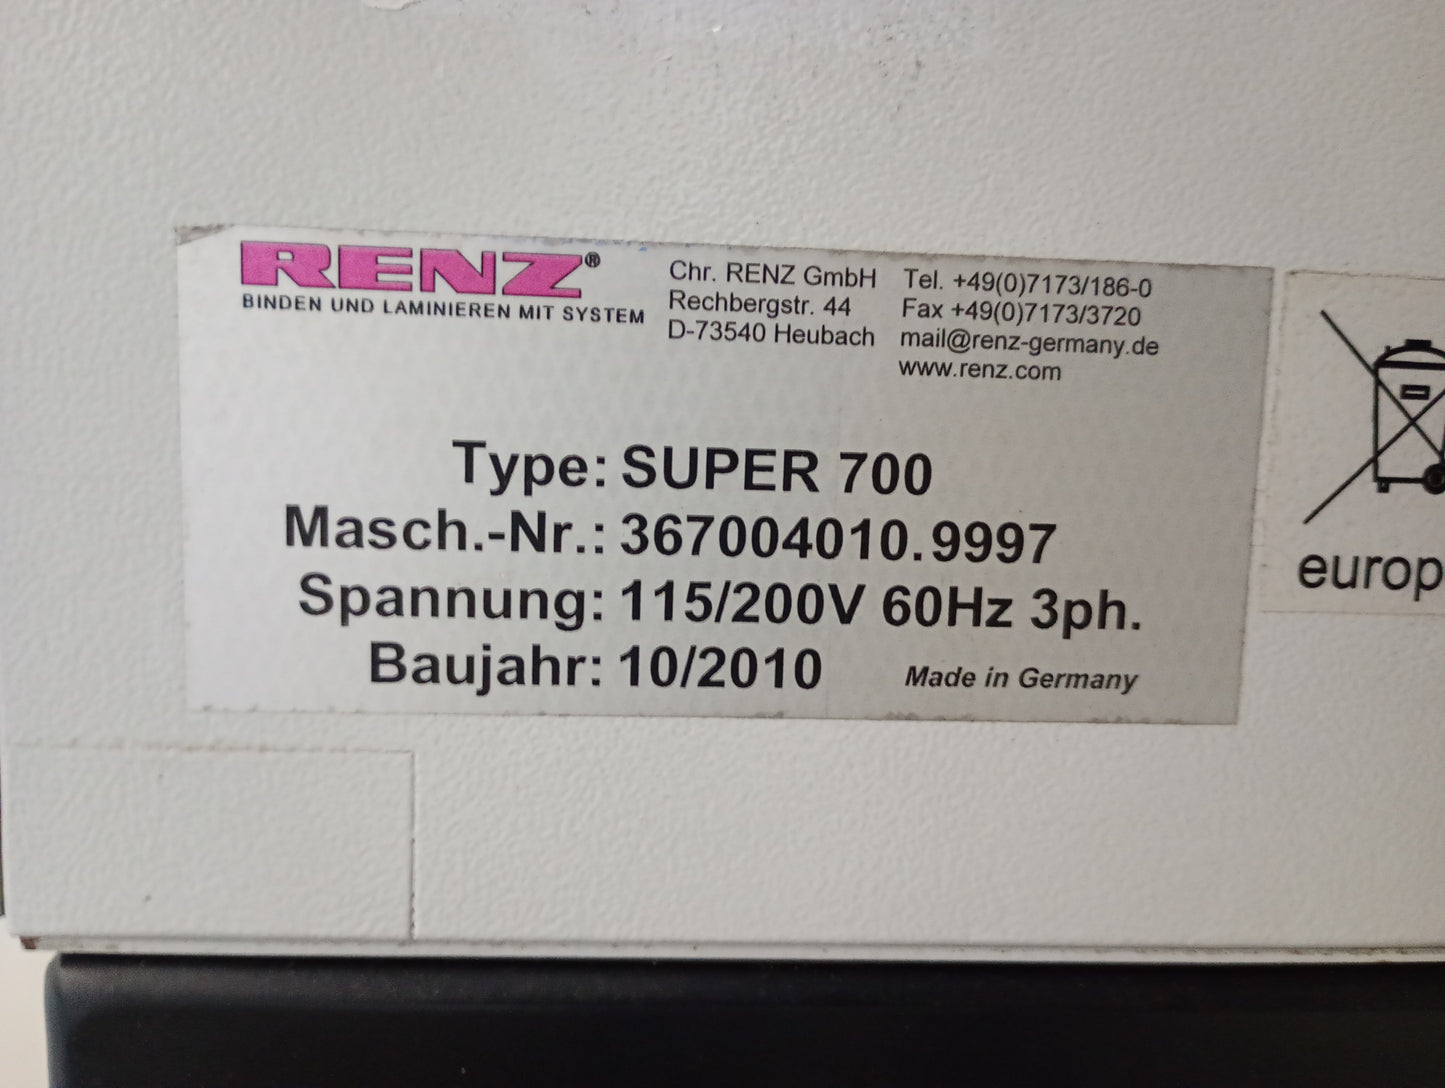 RENZ®
BINDEN UND LAMINIEREN MIT SYSTEM
Chr. RENZ GmbH
Rechbergstr. 44
D-73540 Heubach
Tel. +49(0)7173/186-0
Fax +49(0)7173/3720
mail@renz-germany.de
www.renz.com
Type: SUPER 700
Masch.-Nr.: 367004010.9997
Spannung: 115/200V 60Hz 3ph.
Baujahr: 10/2010
Made in Germany
europ